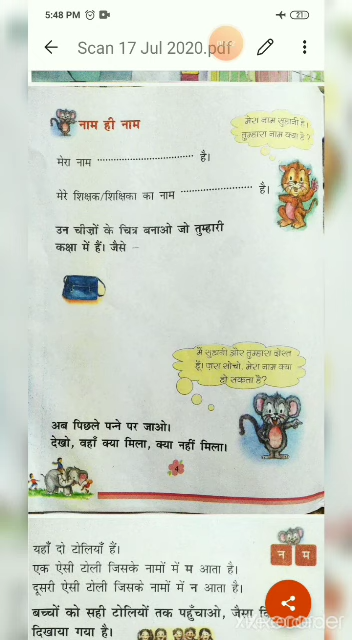 5:48 PM
21
Scan 17 Jul 2020.pdf
नाम ही नाम
मेरा नाम सुहानी है।
तुम्हारा नाम क्या है?
मेरा नाम ................................ है।
मेरे शिक्षक/शिक्षिका का नाम ........................ है।
उन चीज़ों के चित्र बनाओ जो तुम्हारी
कक्षा में हैं। जैसे –
मैं और तुम्हारा दोस्त
हूँ। ज़रा सोचो, मेरा नाम क्या
हो सकता है?
अब पिछले पन्ने पर जाओ।
देखो, वहाँ क्या मिला, क्या नहीं मिला।
4
यहाँ दो टोलियाँ हैं।
एक ऐसी टोली जिसके नामों में म आता है।
दूसरी ऐसी टोली जिसके नामों में न आता है।
न म
बच्चों को सही टोलियों तक पहुँचाओ, जैसा
दिखाया गया है।